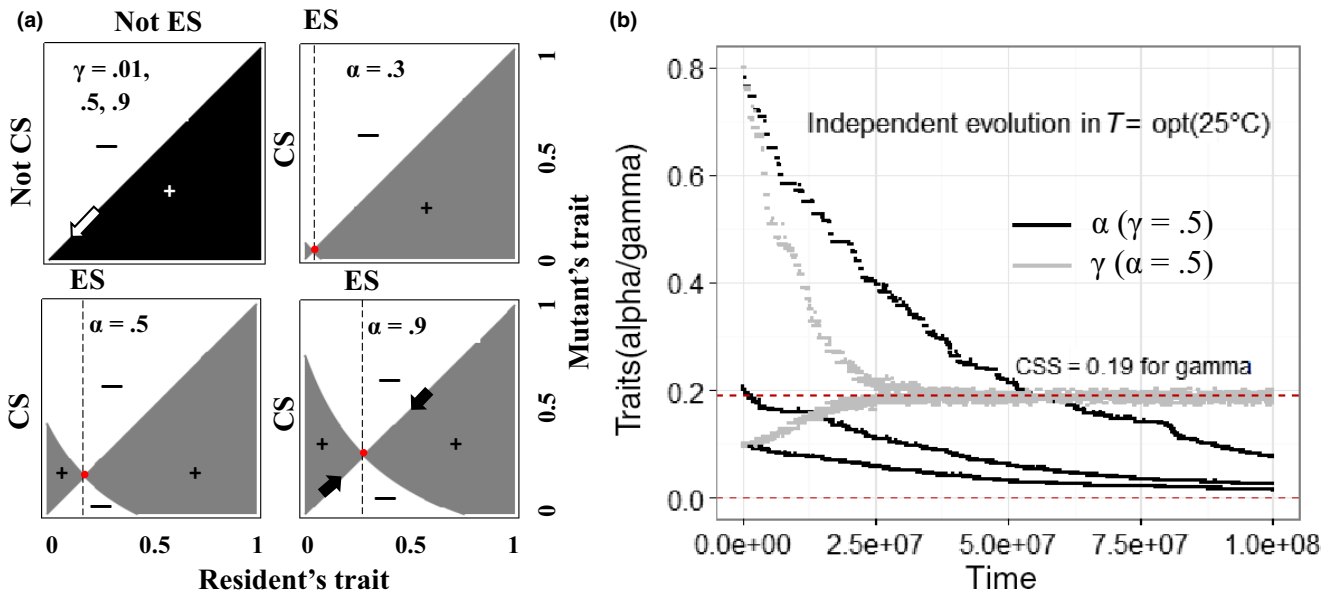 (a)
Not ES
ES
Not CS
γ = .01,
.5, .9
—
+
CS
α = .3
—
+
1
0.5
0
Mutant's trait
ES
ES
CS
α = .5
—
+
+
—
CS
α = .9
—
+
+
—
1
0.5
0
0
0.5
1
0
0.5
1
Resident's trait
(b)
Traits(alpha/gamma)
0.8
0.6
0.4
0.2
0.0
Independent evolution in T = opt(25°C)
α (γ = .5)
γ (α = .5)
CSS = 0.19 for gamma
0.0e+00
2.5e+07
5.0e+07
7.5e+07
1.0e+08
Time